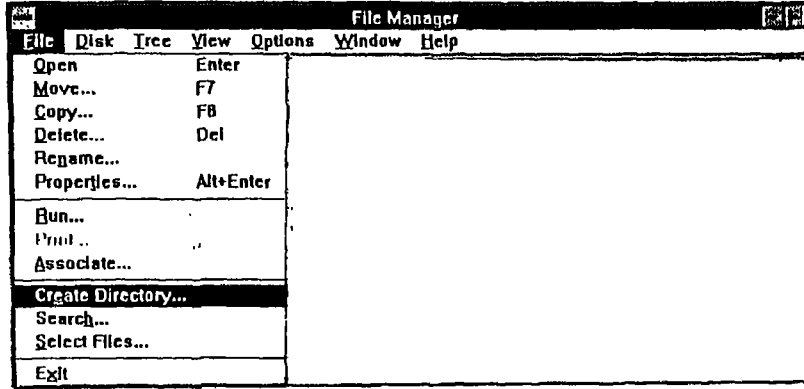 File Manager
File Disk Tree View Options Window Help
Open Enter
Move... F7
Copy... F8
Delete... Del
Rename...
Properties... Alt+Enter
Run...
Print...
Associate...
Create Directory...
Search...
Select Files...
Exit